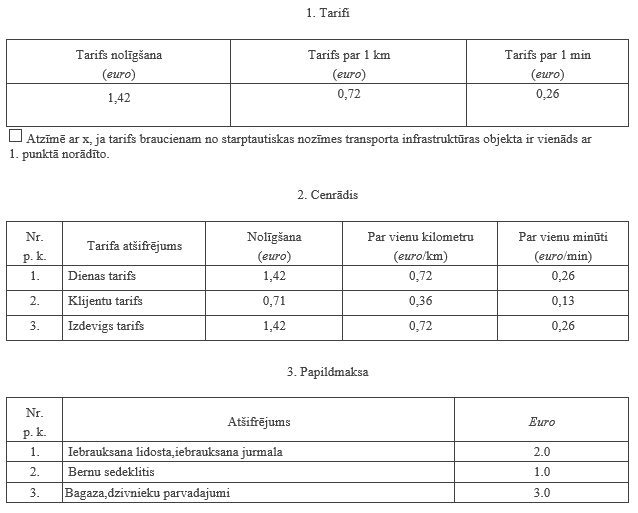 1. Tarifi
Tarifs nolīgšana
(euro)
Tarifs par 1 km
(euro)
Tarifs par 1 min
(euro)
1,42
0,72
0,26
Atzīmē ar x, ja tarifs braucienam no starptautiskas nozīmes transporta infrastruktūras objekta ir vienāds ar
1. punktā norādīto.
2. Cenrādis
Nr.
p. k.
Tarifa atšifrējums
Nolīgšana
(euro)
Par vienu kilometru
(euro/km)
Par vienu minūti
(euro/min)
1. Dienas tarifs 1,42 0,72 0,26
2. Klijentu tarifs 0,71 0,36 0,13
3. Izdevigs tarifs 1,42 0,72 0,26
3. Papildmaksa
Nr.
p. k.
Atšifrējums
Euro
1. Iebrauksana lidosta,iebrauksana jurmala 2.0
2. Bernu sedeklitis 1.0
3. Bagaza,dzivnieku parvadajumi 3.0